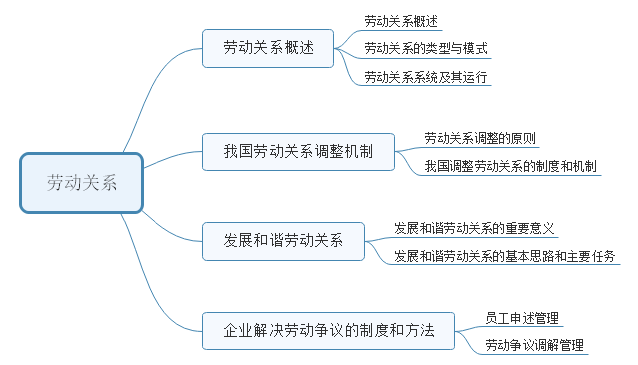 劳动关系
劳动关系概述
劳动关系概述
劳动关系的类型与模式
劳动关系系统及其运行
我国劳动关系调整机制
劳动关系调整的原则
我国调整劳动关系的制度和机制
发展和谐劳动关系
发展和谐劳动关系的重要意义
发展和谐劳动关系的基本思路和主要任务
企业解决劳动争议的制度和方法
员工申述管理
劳动争议调解管理